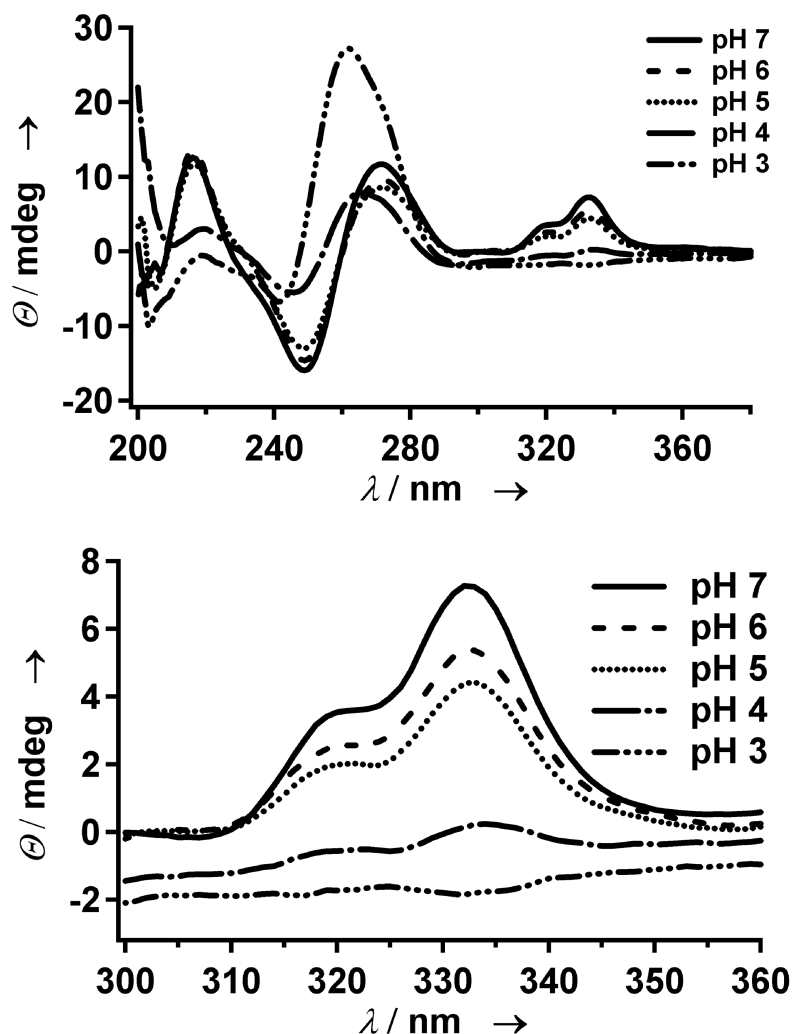 30
20
10
0
-10
-20
Θ / mdeg →
pH 7
pH 6
pH 5
pH 4
pH 3
200 240 280 320 360
λ / nm →
8
6
4
2
0
-2
Θ / mdeg →
pH 7
pH 6
pH 5
pH 4
pH 3
300 310 320 330 340 350 360
λ / nm →